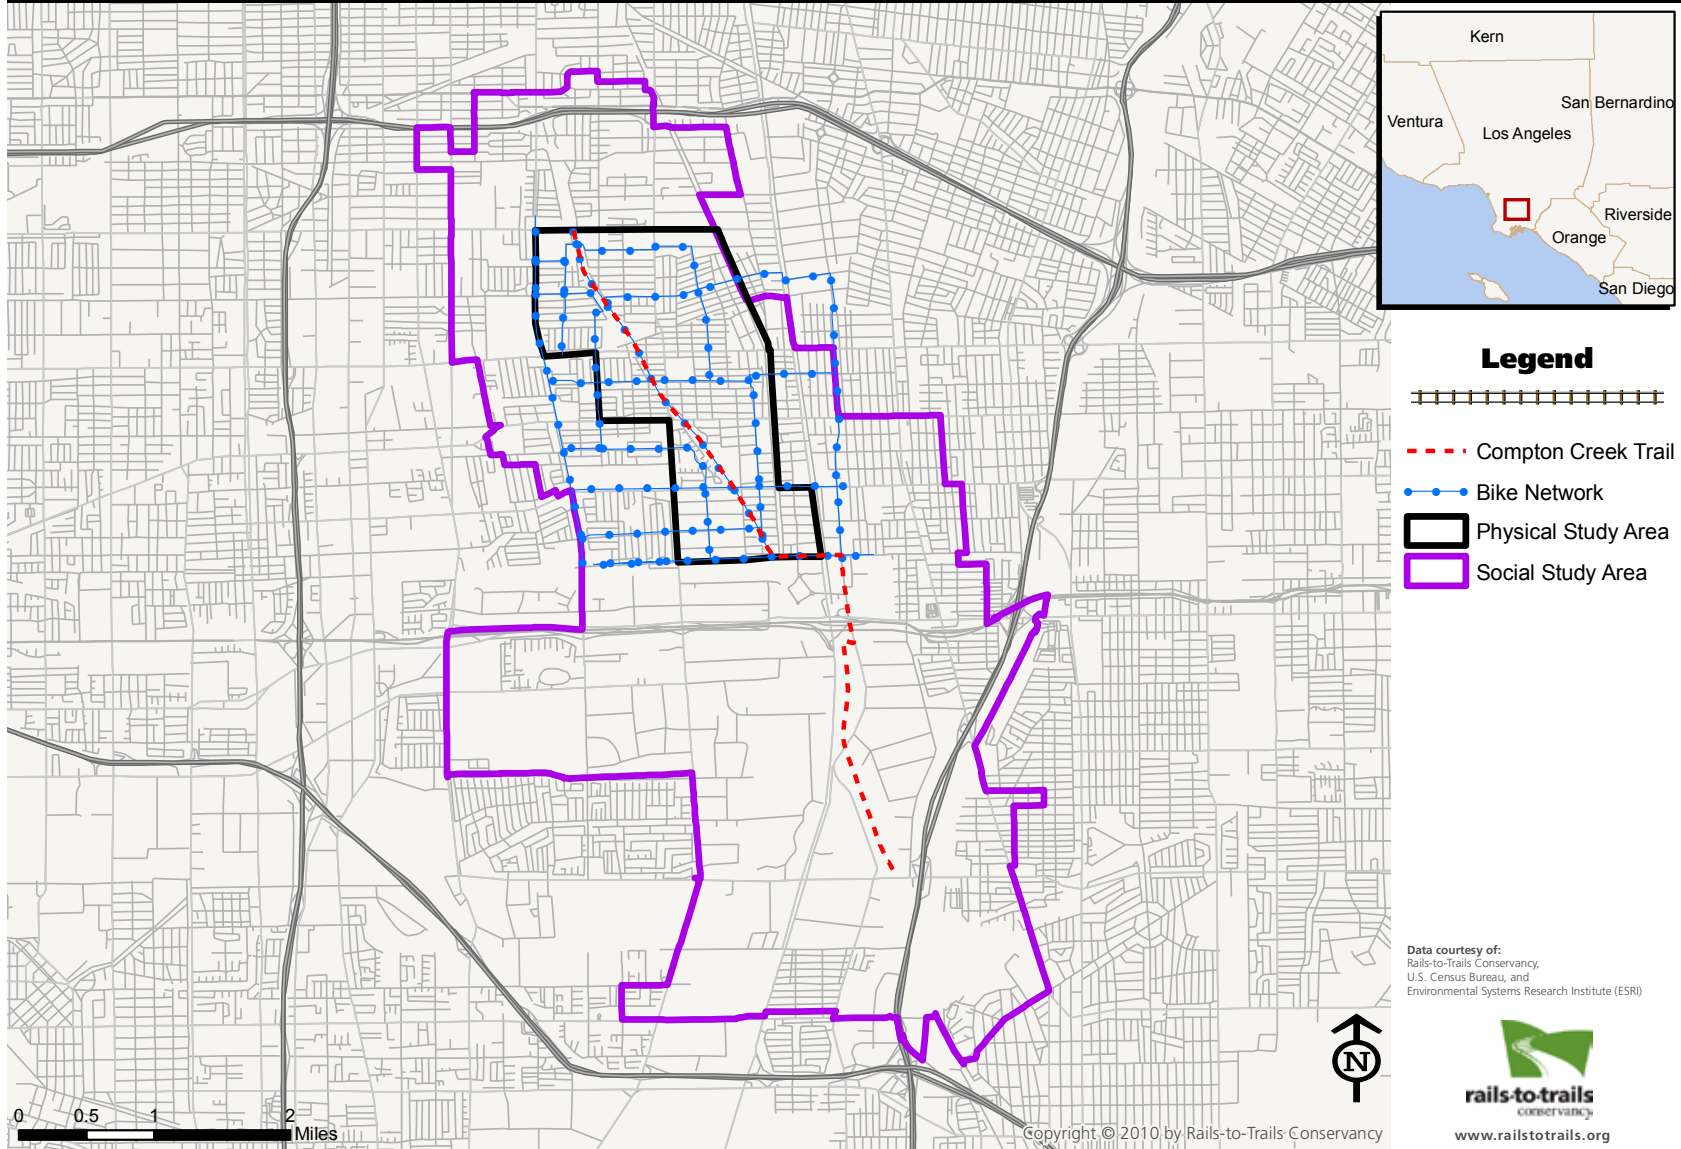 Kern
San Bernardino
Ventura
Los Angeles
Riverside
Orange
San Diego
Legend
Compton Creek Trail
Bike Network
Physical Study Area
Social Study Area
Data courtesy of:
Rails-to-Trails Conservancy,
U.S. Census Bureau, and
Environmental Systems Research Institute (ESRI)
N
rails-to-trails
conservancy
www.railstotrails.org
0 0.5 1 2
Miles
Copyright © 2010 by Rails-to-Trails Conservancy